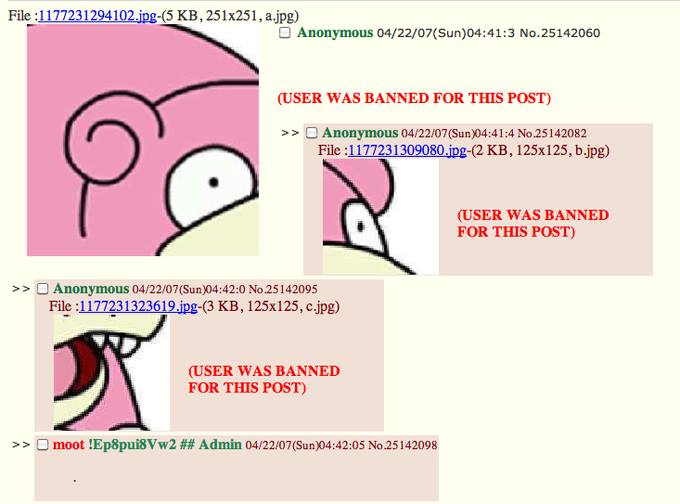 File :1177231294102.jpg-(5 KB, 251x251, a.jpg)
Anonymous 04/22/07(Sun)04:41:3 No.25142060
(USER WAS BANNED FOR THIS POST)
>> Anonymous 04/22/07(Sun)04:41:4 No.25142082
File :1177231309080.jpg-(2 KB, 125x125, b.jpg)
(USER WAS BANNED
FOR THIS POST)
>> Anonymous 04/22/07(Sun)04:42:0 No.25142095
File :1177231323619.jpg-(3 KB, 125x125, c.jpg)
(USER WAS BANNED
FOR THIS POST)
>> moot !Ep8pui8Vw2 ## Admin 04/22/07(Sun)04:42:05 No.25142098
.